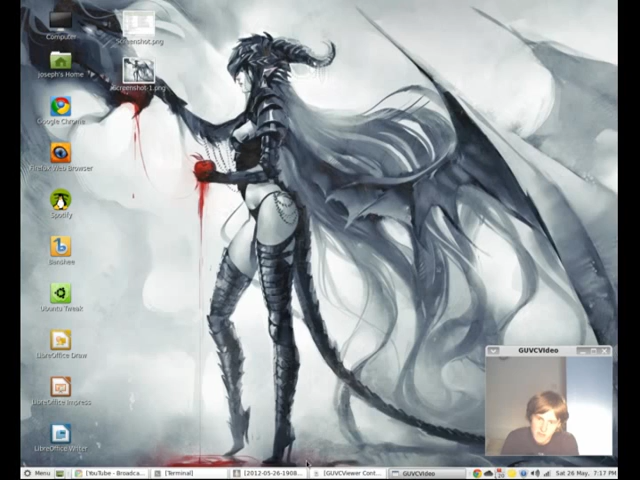 Computer
Screenshot.png
Joseph's Home
Screenshot-1.png
Google Chrome
Firefox Web Browser
Spotify
Banshee
Ubuntu Tweak
LibreOffice Draw
LibreOffice Impress
LibreOffice Writer
GUVCVideo
Menu
[YouTube - Broadca...
[Terminal]
[2012-05-26-1908...
[GUVCViewer Cont...
GUVCVideo
Sat 26 May, 7:17 PM